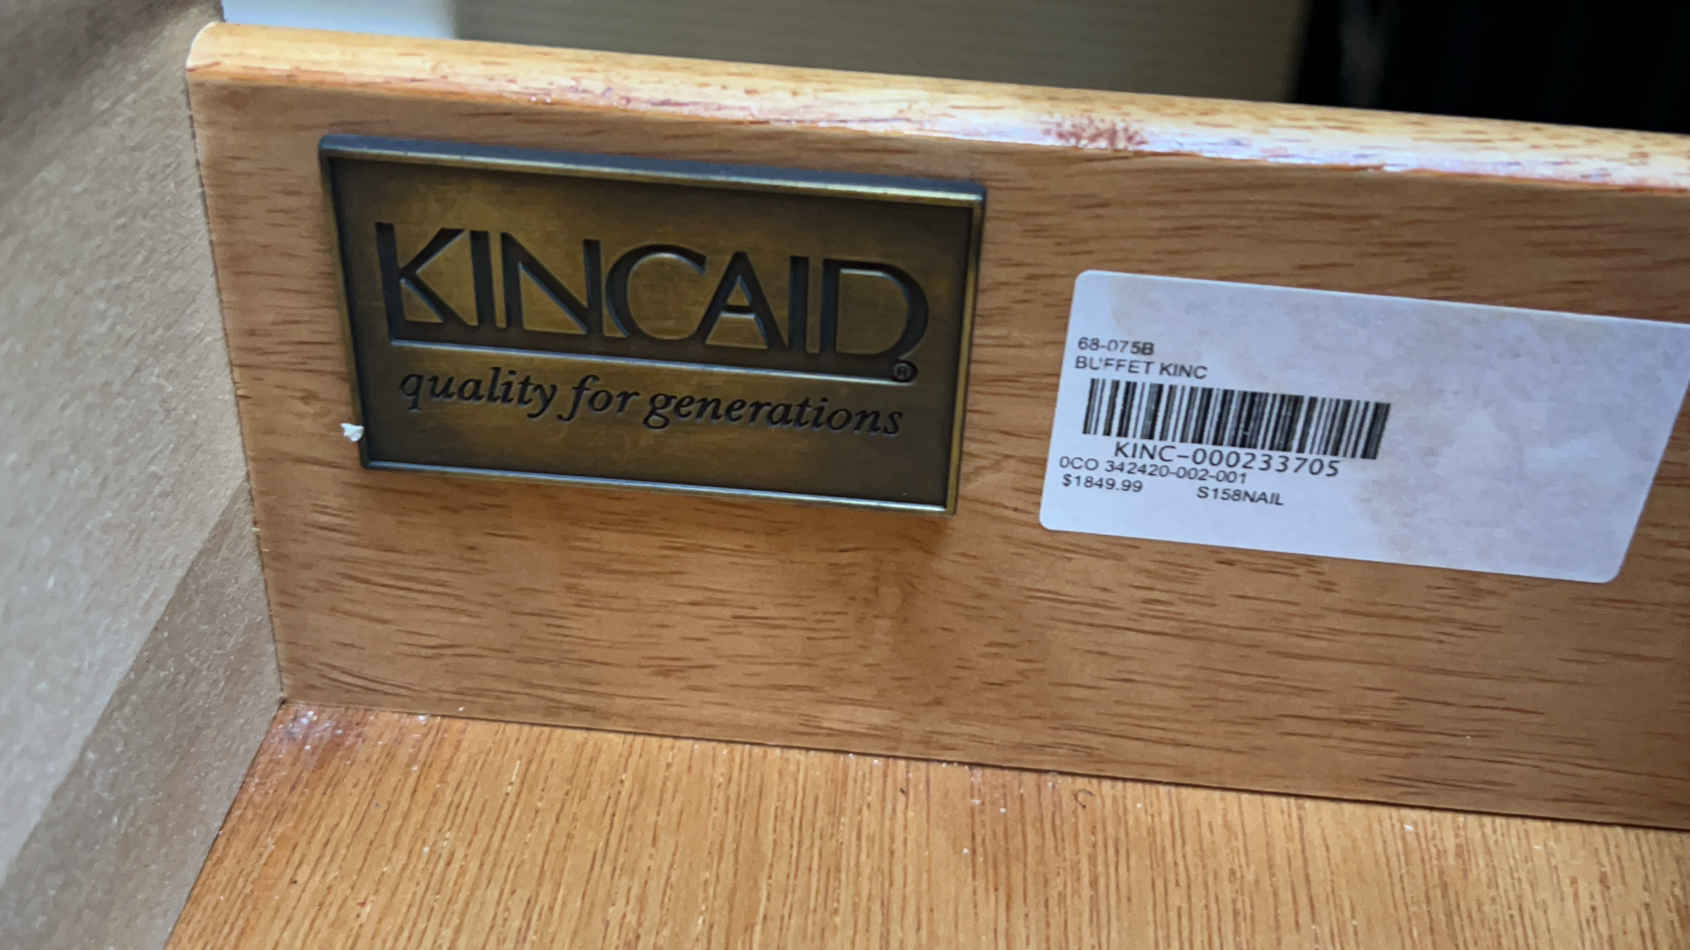 KINCAID®
quality for generations
68-075B
BUFFET KINC
KINC-000233705
0CO 342420-002-001
$1849.99 S158NAIL